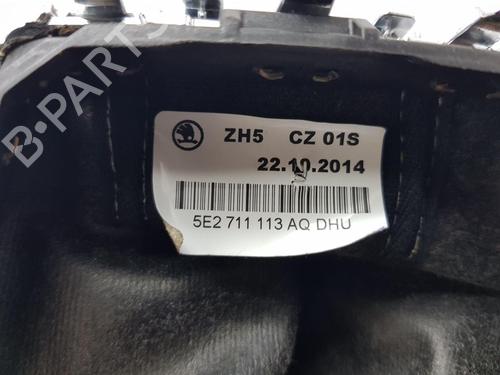 ZH5 CZ 01S
22.10.2014
5E2 711 113 AQ DHU
B-PARTS